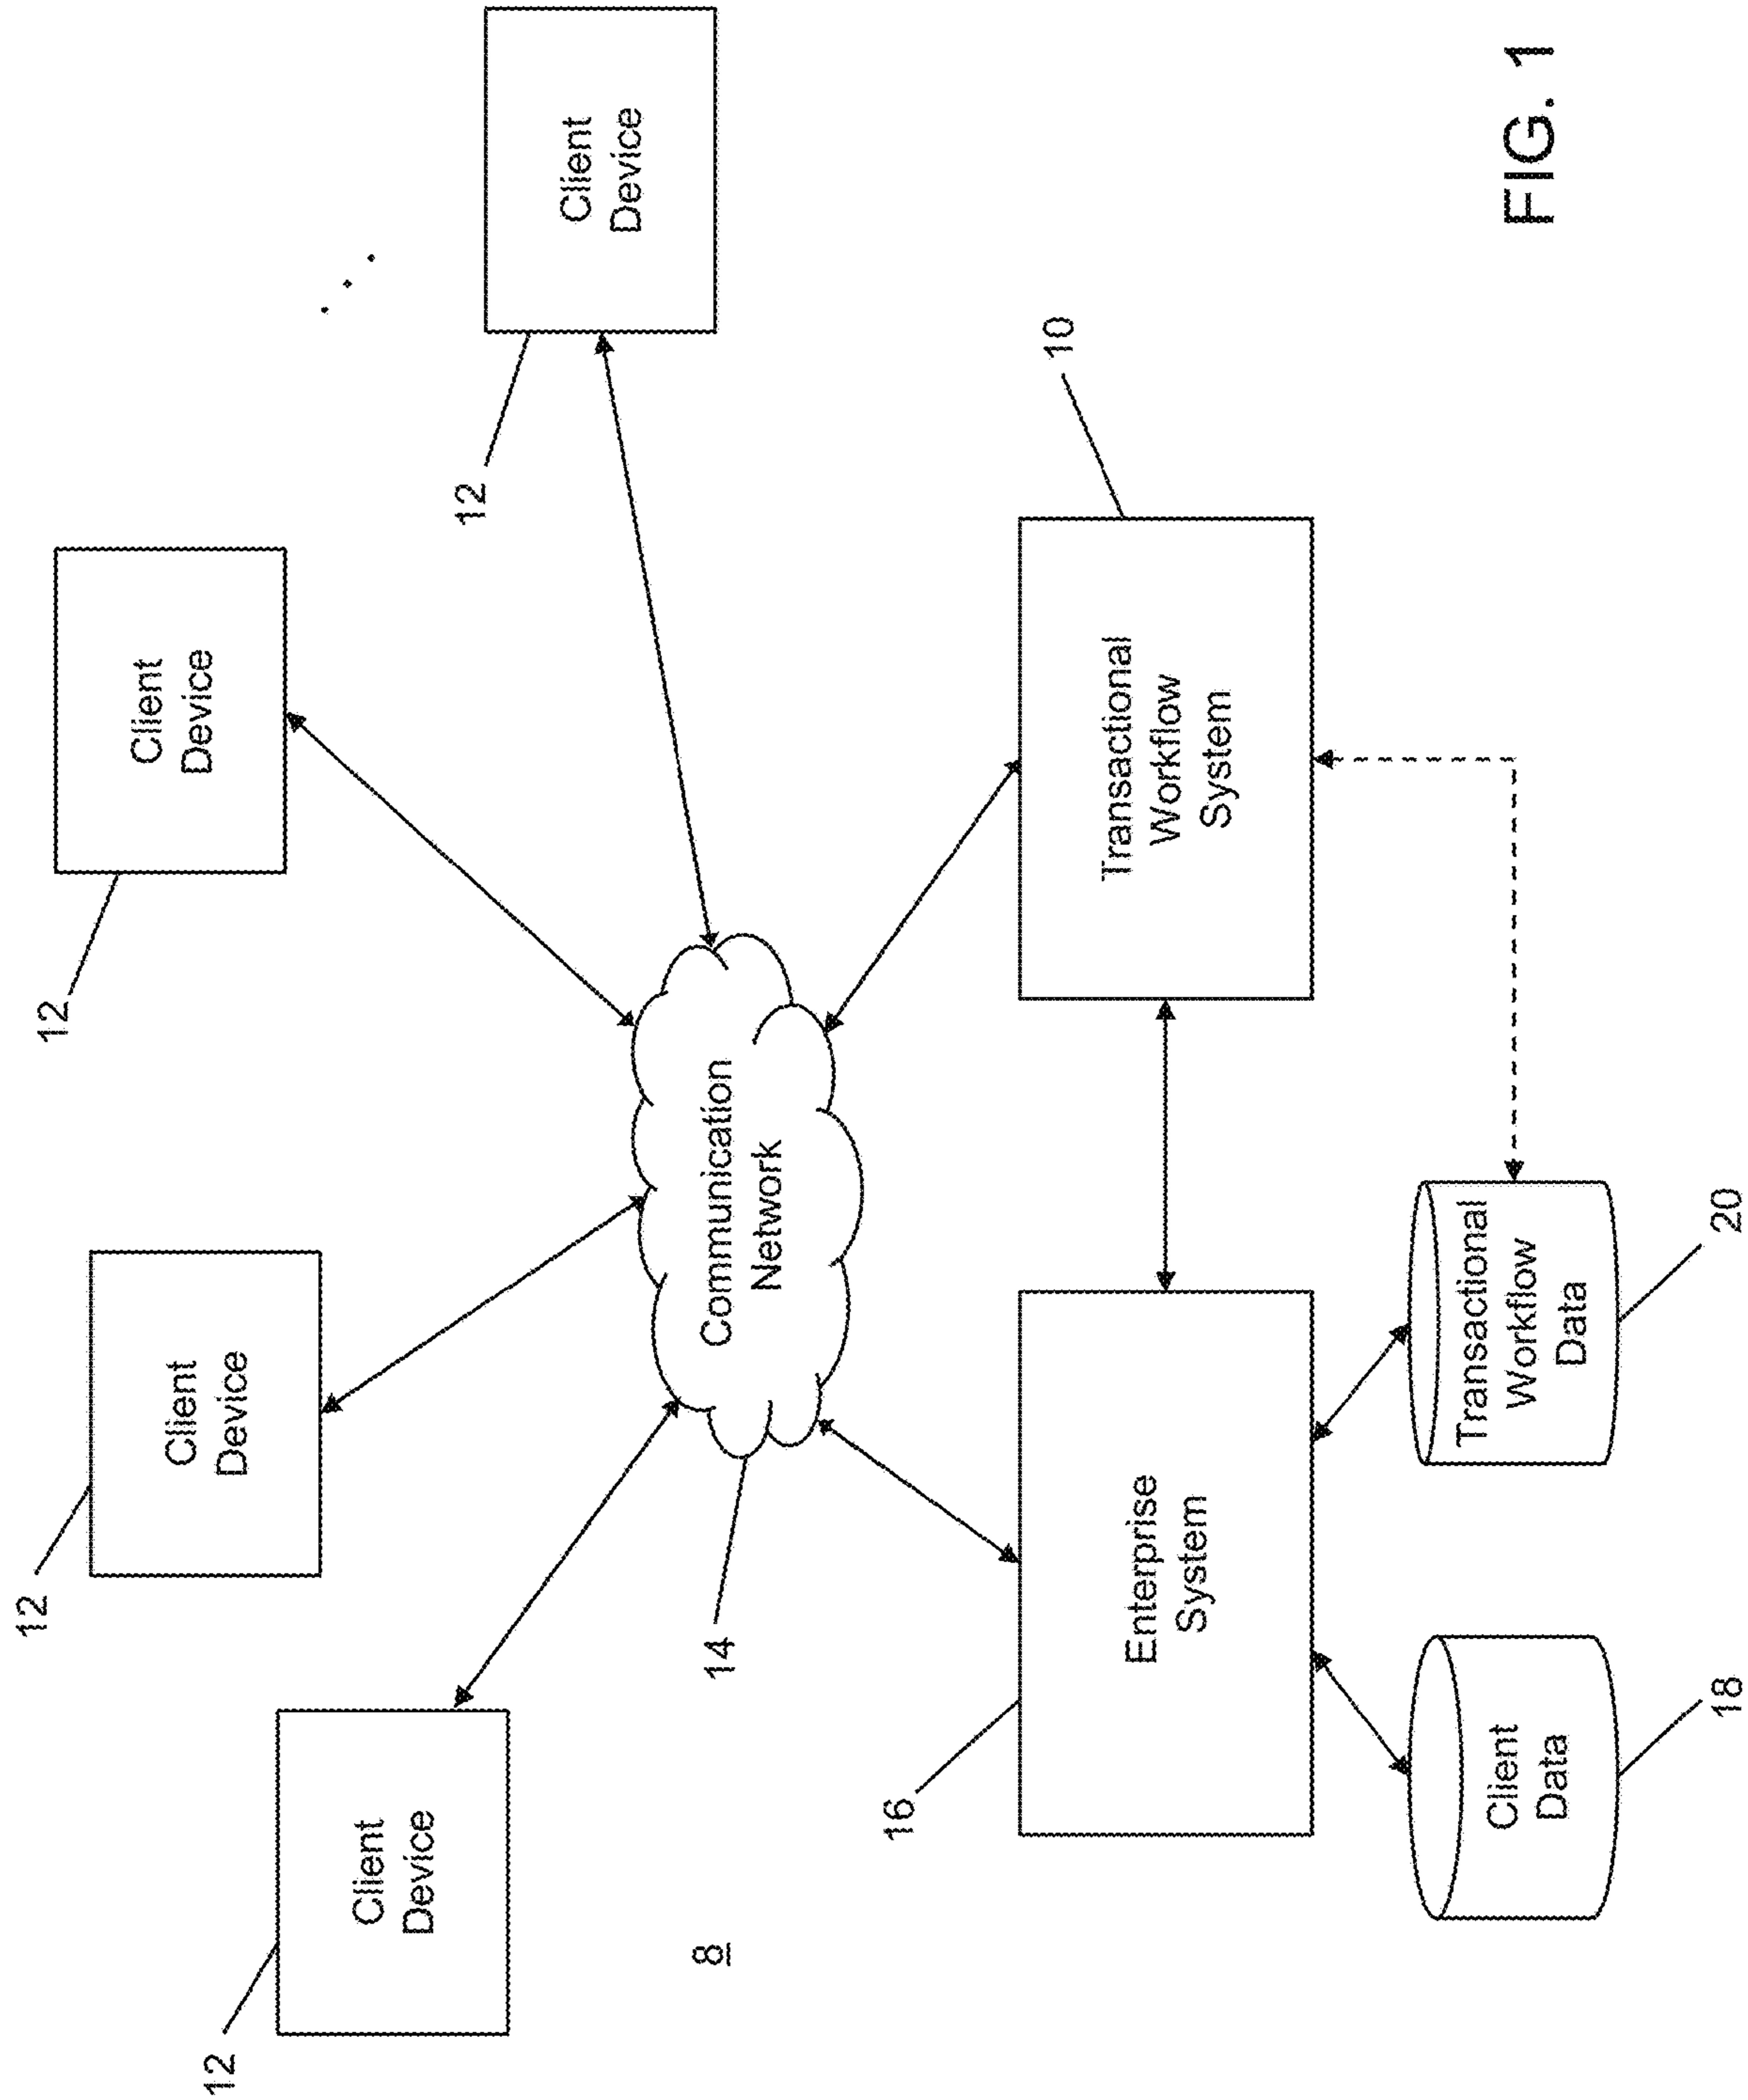 12
Client
Device
12
Client
Device
12
Client
Device
12
Client
Device
8
14
Communication
Network
16
Enterprise
System
10
Transactional
Workflow
System
18
Client
Data
20
Transactional
Workflow
Data
FIG. 1